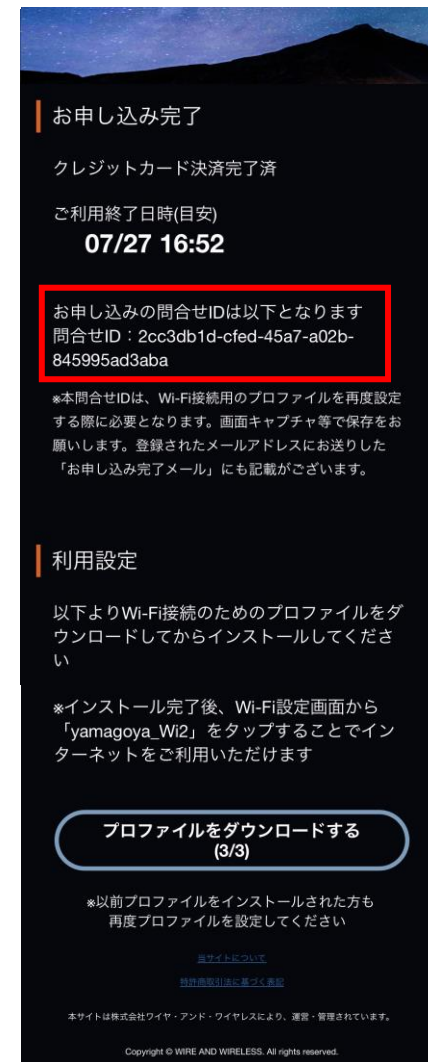 お申し込み完了
クレジットカード決済完了済
ご利用終了日時(目安)
07/27 16:52
お申し込みの問合せIDは以下となります
問合せID：2cc3db1d-cfed-45a7-a02b-
845995ad3aba
※本問合せIDは、Wi-Fi接続用のプロファイルを再度設定
する際に必要となります。画面キャプチャ等で保存をお
願いします。登録されたメールアドレスにお送りした
「お申し込み完了メール」にも記載がございます。
利用設定
以下よりWi-Fi接続のためのプロファイルをダ
ウンロードしてからインストールしてくださ
い
※インストール完了後、Wi-Fi設定画面から
「yamagoya_Wi2」をタップすることでイン
ターネットをご利用いただけます
プロファイルをダウンロードする
(3/3)
※以前プロファイルをインストールされた方も
再度プロファイルを設定してください
当サイトについて
特許商取引法に基づく表記
本サイトは株式会社ワイヤ・アンド・ワイヤレスにより、運営・管理されています。
Copyright © WIRE AND WIRELESS. All rights reserved.